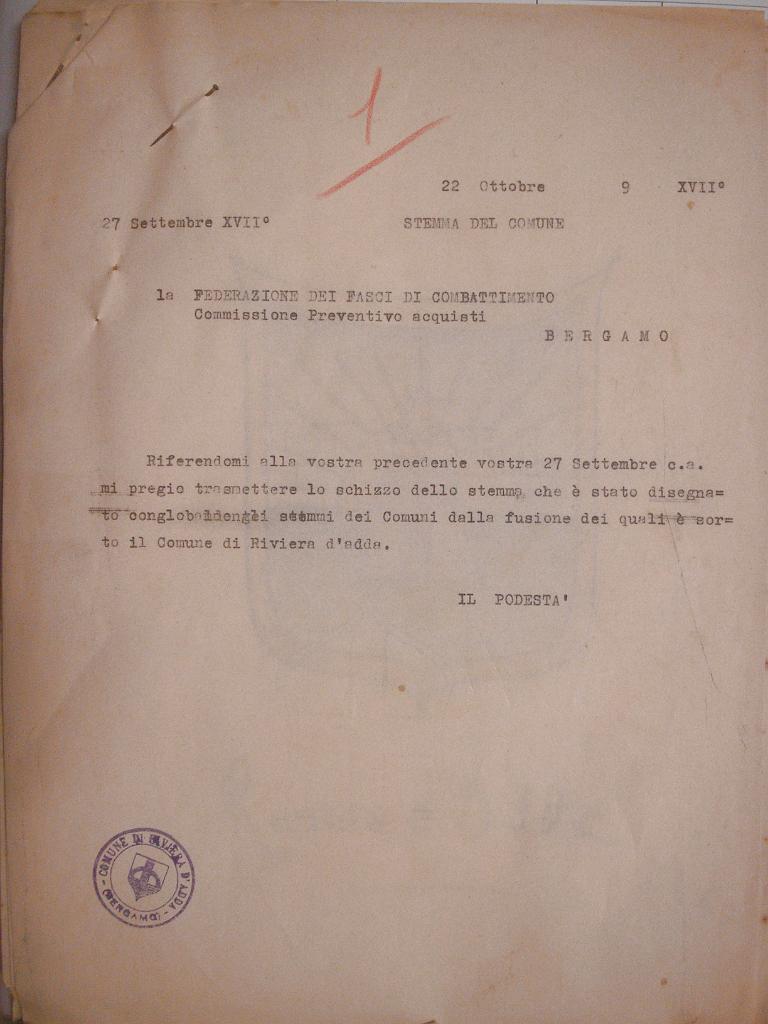 1
22 Ottobre 9 XVII°
27 Settembre XVII° STEMMA DEL COMUNE
la FEDERAZIONE DEI FASCI DI COMBATTIMENTO
Commissione Preventivo acquisti
BERGAMO
Riferendomi alla vostra precedente vostra 27 Settembre c.a.
mi pregio trasmettere lo schizzo dello stemma che è stato disegna=
to gli stemmi dei Comuni dalla fusione dei quali è sor=
to il Comune di Riviera d'adda.
IL PODESTA'
COMUNE DI RIVIERA D'ADDA
(BERGAMO)